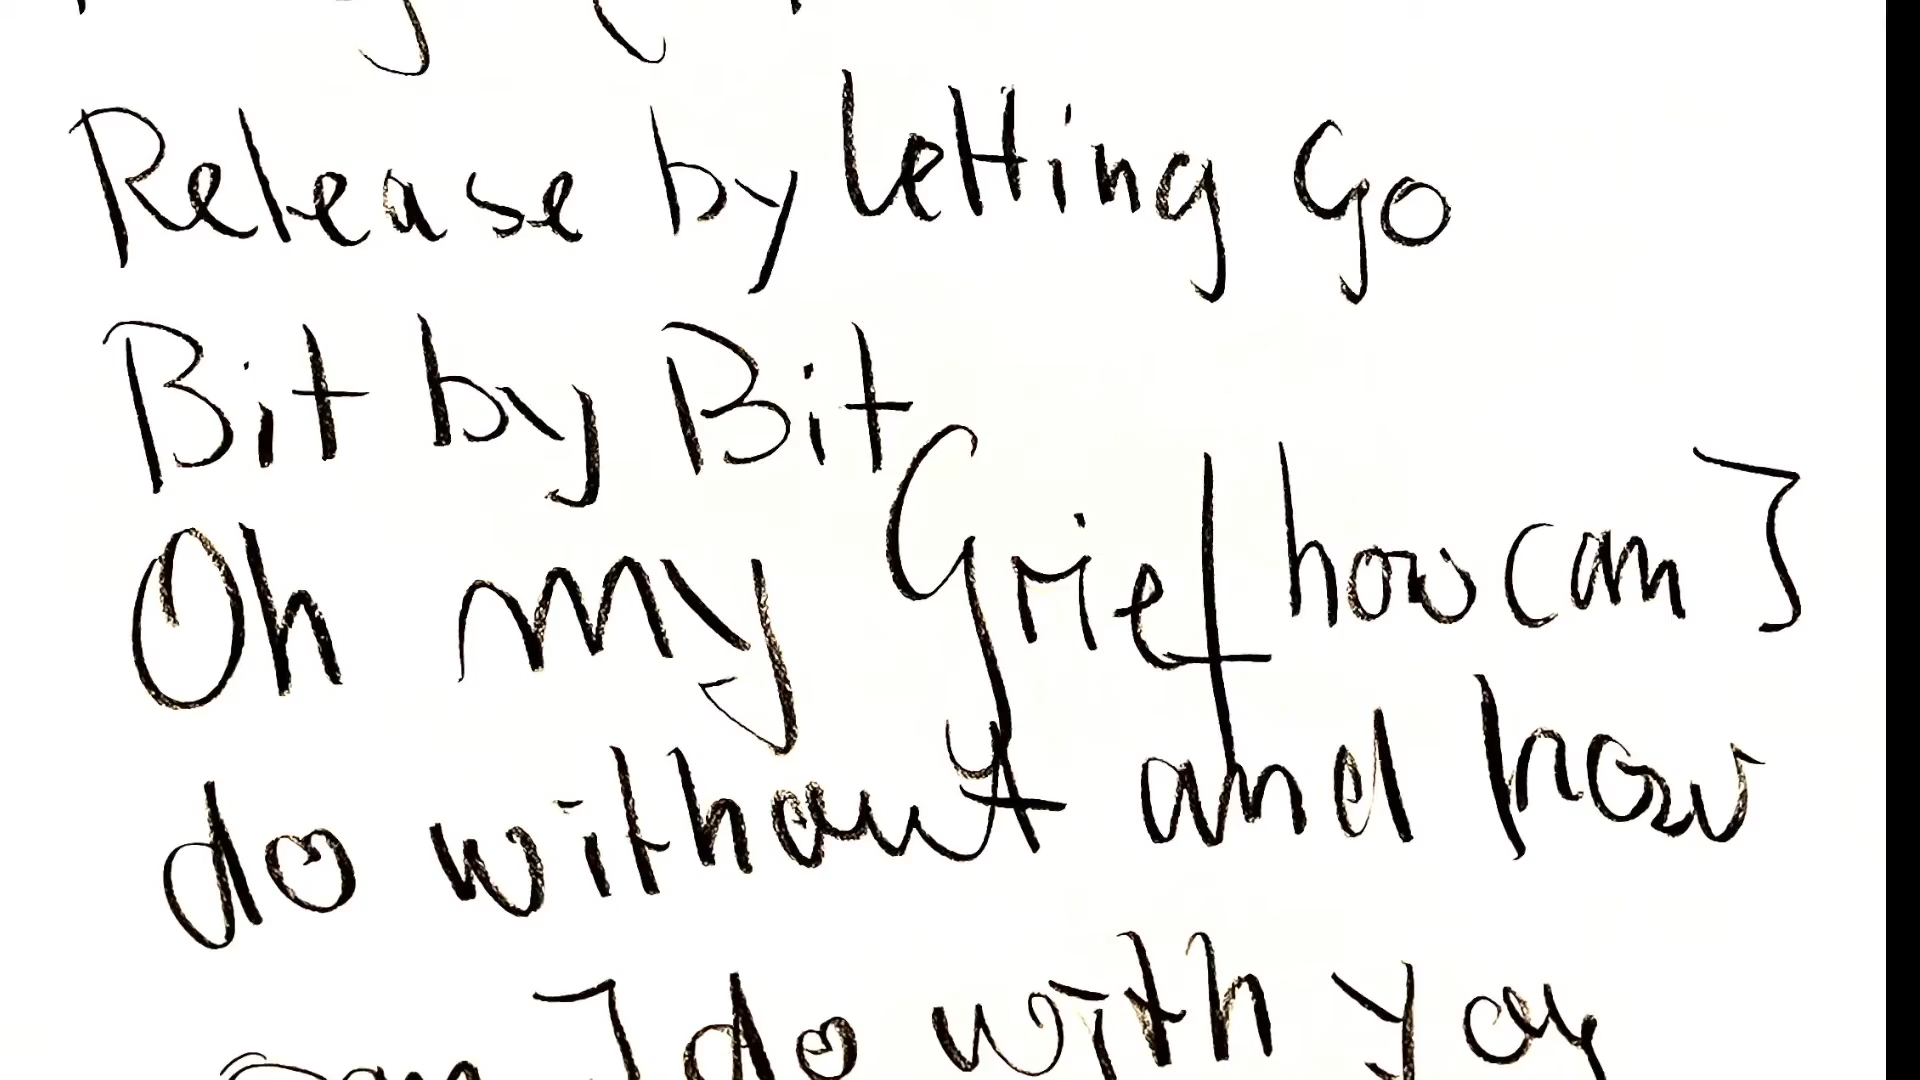 Release by letting Go
Bit by Bit
Oh my Grief how can I
do without and how
can I do with you